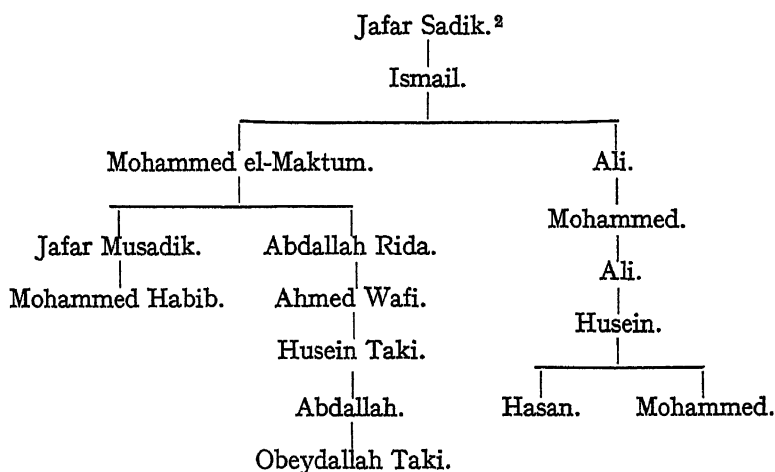 Jafar Sadik.²
Ismail.
Mohammed el-Maktum. Ali.
Mohammed.
Jafar Musadik. Abdallah Rida.
Ali.
Mohammed Habib. Ahmed Wafi.
Husein.
Husein Taki.
Abdallah. Hasan. Mohammed.
Obeydallah Taki.